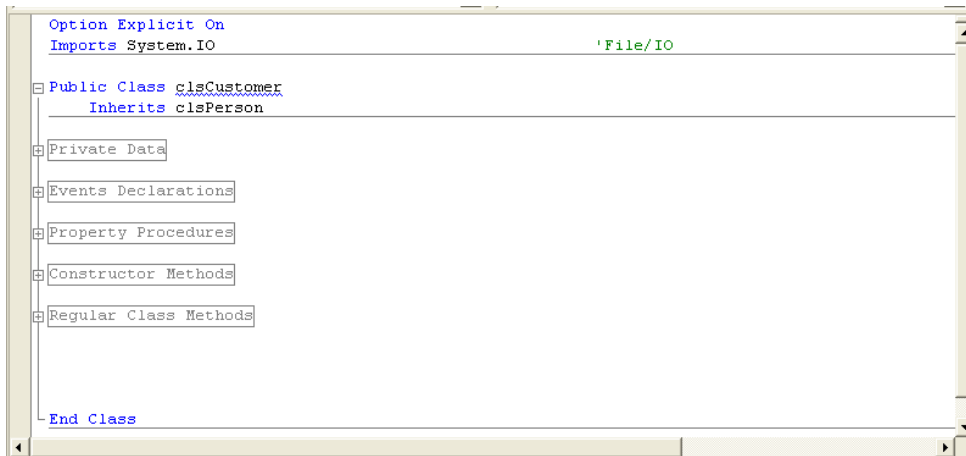 Option Explicit On
Imports System.IO 'File/IO
Public Class clsCustomer
Inherits clsPerson
Private Data
Events Declarations
Property Procedures
Constructor Methods
Regular Class Methods
End Class